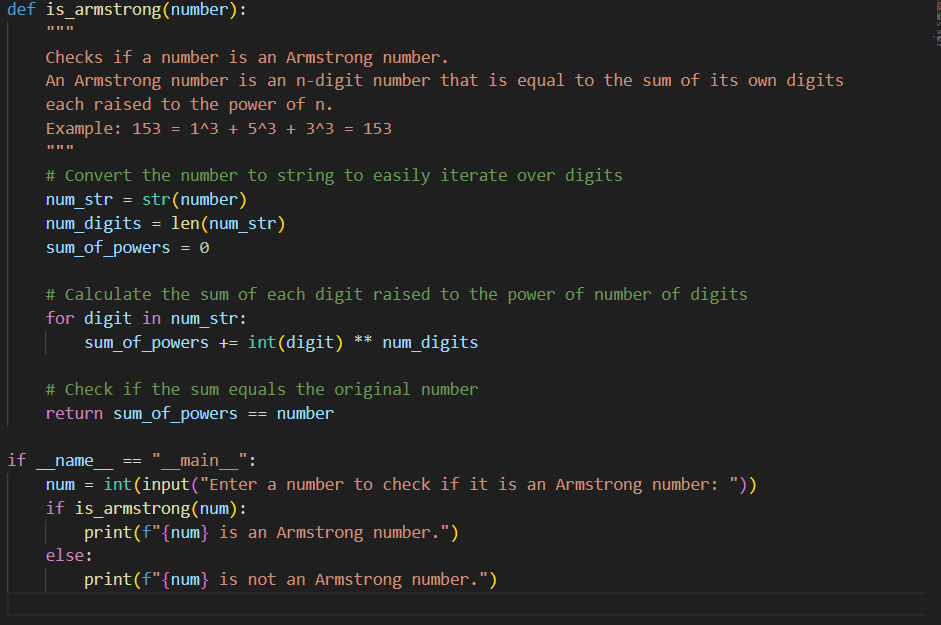 def is_armstrong(number):
    """
    Checks if a number is an Armstrong number.
    An Armstrong number is an n-digit number that is equal to the sum of its own digits
    each raised to the power of n.
    Example: 153 = 1^3 + 5^3 + 3^3 = 153
    """
    # Convert the number to string to easily iterate over digits
    num_str = str(number)
    num_digits = len(num_str)
    sum_of_powers = 0

    # Calculate the sum of each digit raised to the power of number of digits
    for digit in num_str:
        sum_of_powers += int(digit) ** num_digits

    # Check if the sum equals the original number
    return sum_of_powers == number

if __name__ == "__main__":
    num = int(input("Enter a number to check if it is an Armstrong number: "))
    if is_armstrong(num):
        print(f"{num} is an Armstrong number.")
    else:
        print(f"{num} is not an Armstrong number.")